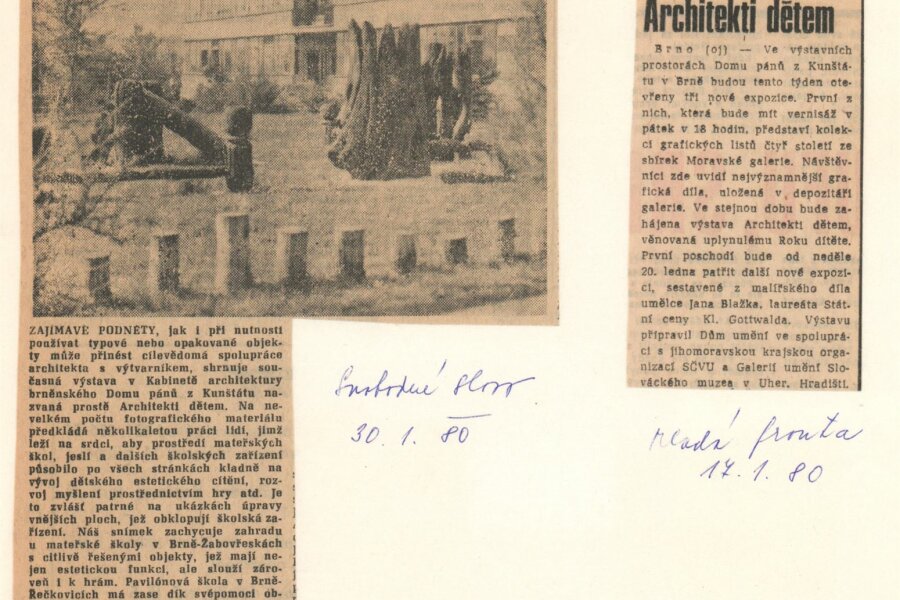 ZAJÍMAVÉ PODNĚTY, jak i při nutnosti
používat typové nebo opakované objek-
ty může přinést cílevědomá spolupráce
architekta s výtvarníkem, shrnuje sou-
časná výstava v Kabinetě architektury
brněnského Domu pánů z Kunštátu na-
zvaná prostě Architekti dětem. Na ne-
velkém počtu fotografického materiálu
předkládá několikaletou práci lidí, jimž
leží na srdci, aby prostředí mateřských
škol, jeslí a dalších školských zařízení
působilo po všech stránkách kladně na
vývoj dětského estetického cítění, roz-
voj myšlení prostřednictvím hry atd. Je
to zvlášť patrné na ukázkách úpravy
vnějších ploch, jež obklopují školská za-
řízení. Náš snímek zachycuje zahradu
u mateřské školy v Brně-Žabovřeskách
s citlivě řešenými objekty, jež mají ne-
jen estetickou funkci, ale slouží záro-
veň i k hrám. Pavilónová škola v Brně-
Řečkovicích má zase dík svépomoci ob-
Svobodné slovo
30. 1. 80
Architekti dětem
Brno (oj) — Ve výstavních
prostorách Domu pánů z Kunštá-
tu v Brně budou tento týden ote-
vřeny tři nové expozice. První z
nich, která bude mít vernisáž v
pátek v 18 hodin, představí kolek-
ci grafických listů čtyř století ze
sbírek Moravské galerie. Návštěv-
níci zde uvidí nejvýznamnější gra-
fická díla, uložená v depozitáři
galerie. Ve stejnou dobu bude za-
hájena výstava Architekti dětem,
věnovaná uplynulému Roku dítěte.
První poschodí bude od neděle
20. ledna patřit další nové expozi-
ci, sestavené z malířského díla
umělce Jana Blažka, laureáta Stát-
ní ceny Kl. Gottwalda. Výstavu
připravil Dům umění ve spoluprá-
ci s jihomoravskou krajskou orga-
nizací SČVU a Galerií umění Slo-
váckého muzea v Uher. Hradišti.
Mladá fronta
17. 1. 80